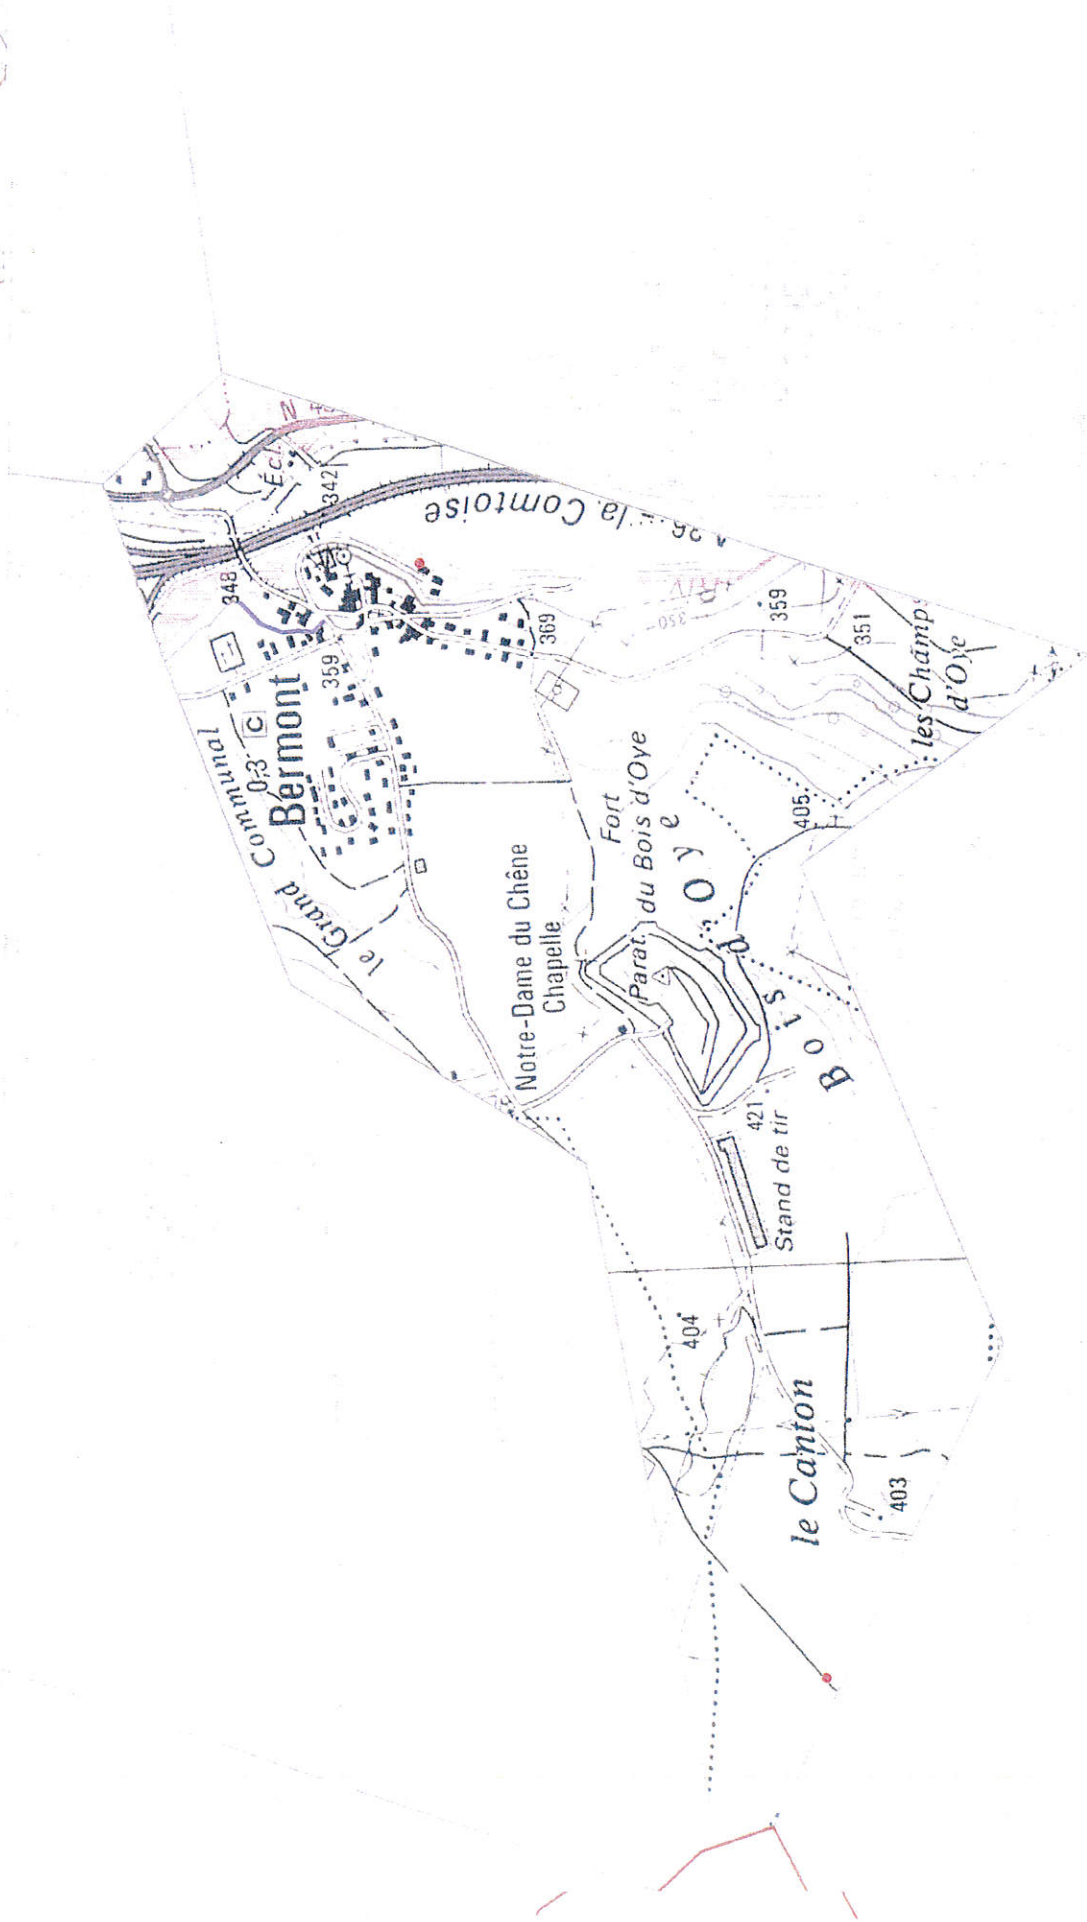 le Grand Communal
0,3
C
Bermont
348
359
342
Écl.
la Comtoise
369
359
351
les Champs
d'Oye
405
Fort
du Bois d'Oye
Parat.
Notre-Dame du Chêne
Chapelle
Bois d'Oye
350
421
Stand de tir
404
le Canton
403